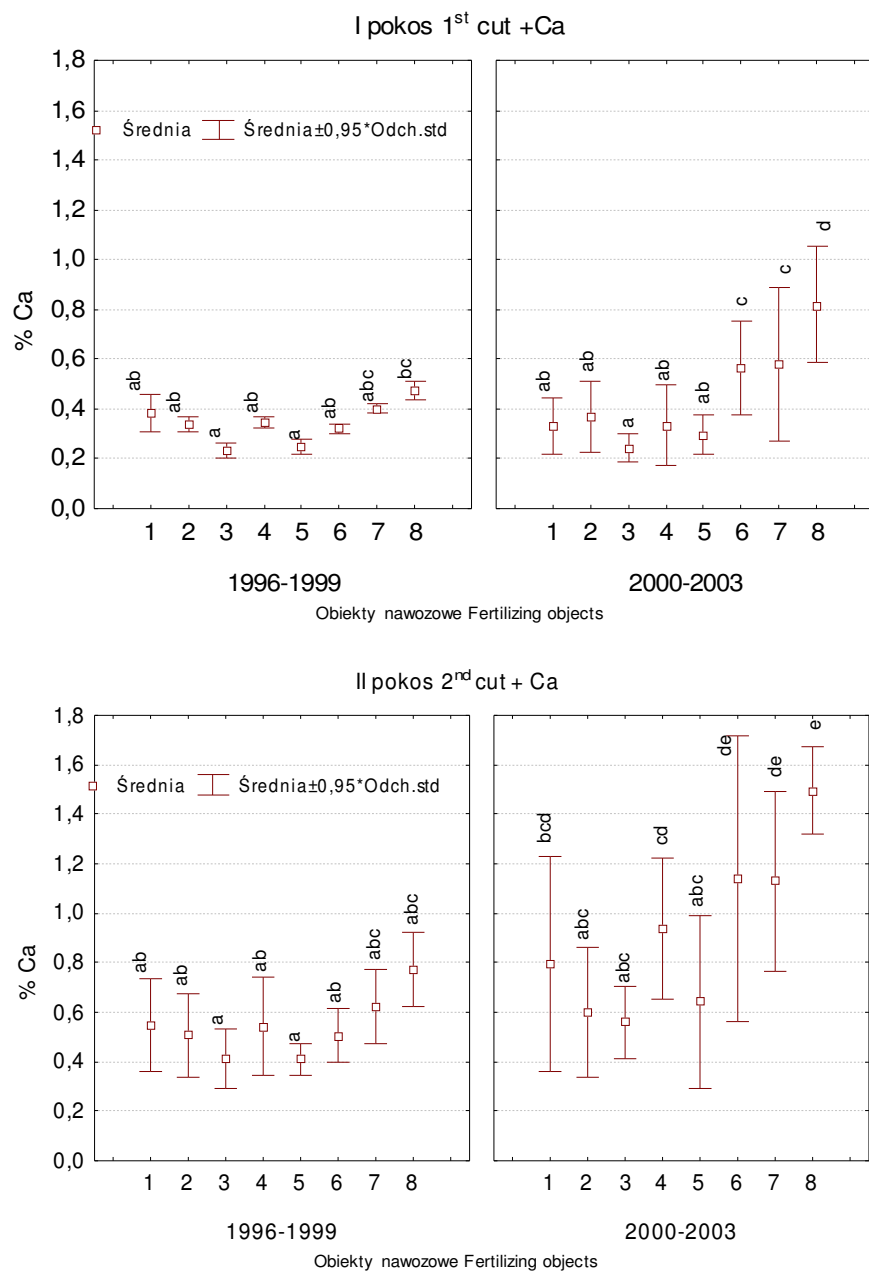 I pokos 1st cut +Ca
1,8
1,6
1,4
1,2
1,0
0,8
0,6
0,4
0,2
0,0
% Ca
Średnia Średnia±0,95*Odch.std
ab ab a ab a ab abc bc
ab ab a ab ab c c d
1 2 3 4 5 6 7 8 1 2 3 4 5 6 7 8
1996-1999 2000-2003
Obiekty nawozowe Fertilizing objects
II pokos 2nd cut + Ca
1,8
1,6
1,4
1,2
1,0
0,8
0,6
0,4
0,2
0,0
% Ca
Średnia Średnia±0,95*Odch.std
ab ab a ab a ab abc abc
bcd abc abc cd abc de de e
1 2 3 4 5 6 7 8 1 2 3 4 5 6 7 8
1996-1999 2000-2003
Obiekty nawozowe Fertilizing objects